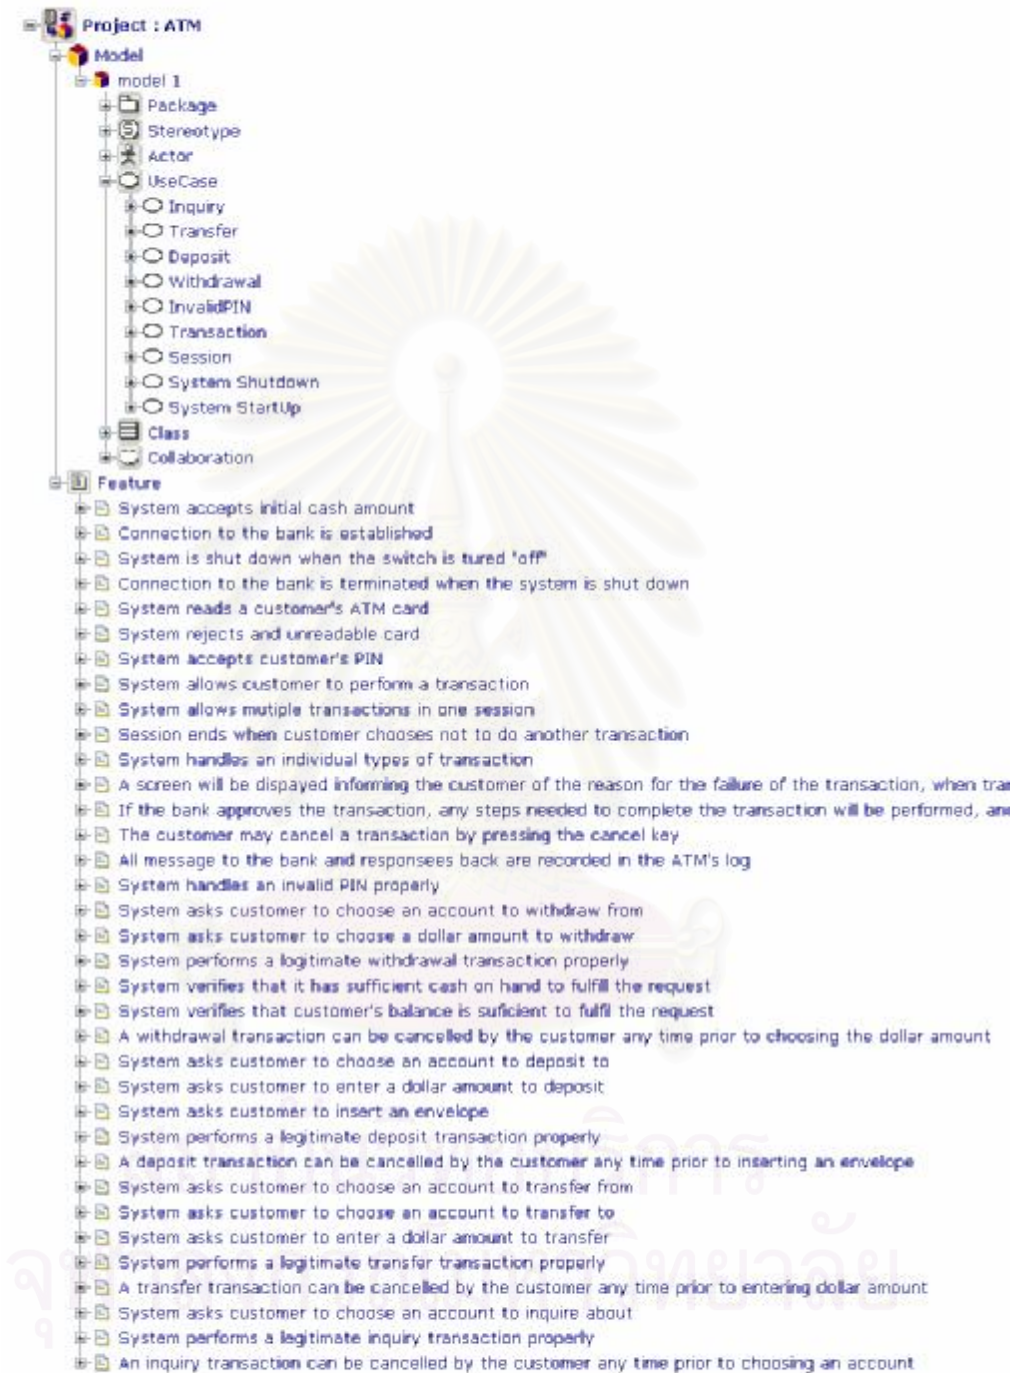 Project : ATM
Model
model 1
Package
Stereotype
Actor
UseCase
Inquiry
Transfer
Deposit
Withdrawal
InvalidPIN
Transaction
Session
System Shutdown
System StartUp
Class
Collaboration
Feature
System accepts initial cash amount
Connection to the bank is established
System is shut down when the switch is tured "off"
Connection to the bank is terminated when the system is shut down
System reads a customer's ATM card
System rejects and unreadable card
System accepts customer's PIN
System allows customer to perform a transaction
System allows mutiple transactions in one session
Session ends when customer chooses not to do another transaction
System handles an individual types of transaction
A screen will be dispayed informing the customer of the reason for the failure of the transaction, when tran
If the bank approves the transaction, any steps needed to complete the transaction will be performed, and
The customer may cancel a transaction by pressing the cancel key
All message to the bank and responsees back are recorded in the ATM's log
System handles an invalid PIN properly
System asks customer to choose an account to withdraw from
System asks customer to choose a dollar amount to withdraw
System performs a logitimate withdrawal transaction properly
System verifies that it has sufficient cash on hand to fulfill the request
System verifies that customer's balance is suficient to fulfil the request
A withdrawal transaction can be cancelled by the customer any time prior to choosing the dollar amount
System asks customer to choose an account to deposit to
System asks customer to enter a dollar amount to deposit
System asks customer to insert an envelope
System performs a legitimate deposit transaction properly
A deposit transaction can be cancelled by the customer any time prior to inserting an envelope
System asks customer to choose an account to transfer from
System asks customer to choose an account to transfer to
System asks customer to enter a dollar amount to transfer
System performs a legitimate transfer transaction properly
A transfer transaction can be cancelled by the customer any time prior to entering dollar amount
System asks customer to choose an account to inquire about
System performs a legitimate inquiry transaction properly
An inquiry transaction can be cancelled by the customer any time prior to choosing an account